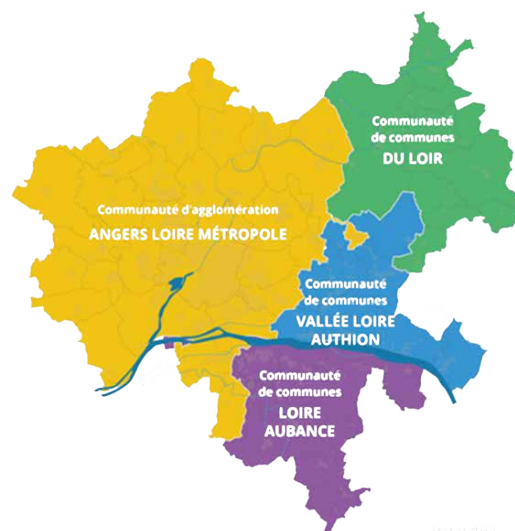 Communauté
de communes
DU LOIR
Communauté d'agglomération
ANGERS LOIRE MÉTROPOLE
Communauté
de communes
VALLÉE LOIRE
AUTHION
Communauté
de communes
LOIRE
AUBANCE